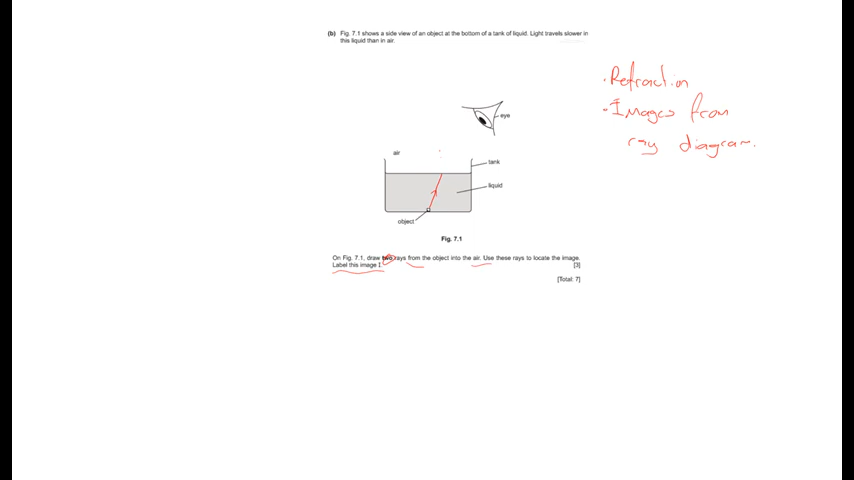 (b) Fig. 7.1 shows a side view of an object at the bottom of a tank of liquid. Light travels slower in
this liquid than in air.
· Refraction
· Images from
ray diagram.
eye
air
tank
liquid
object
Fig. 7.1
On Fig. 7.1, draw two rays from the object into the air. Use these rays to locate the image.
Label this image I. [3]
[Total: 7]